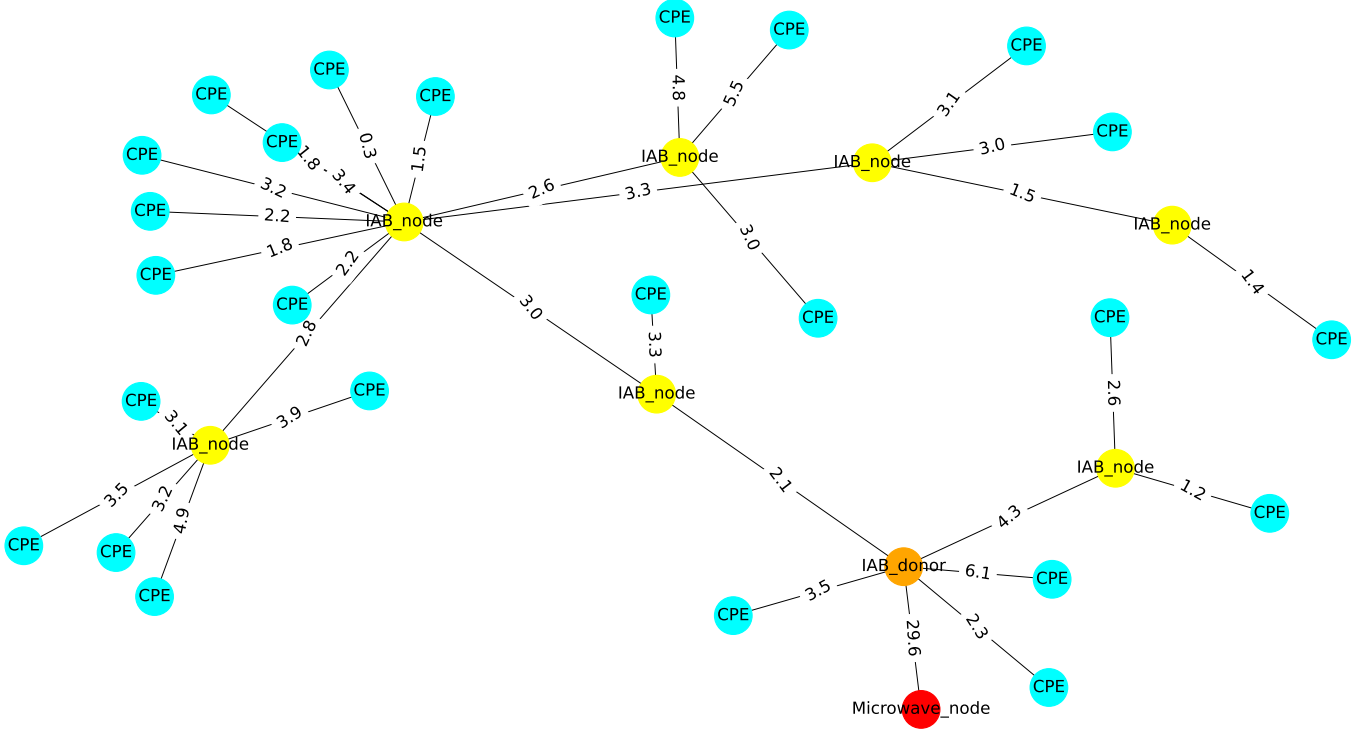 CPE
CPE
CPE
CPE
CPE
CPE
4.8
5.5
3.1
CPE
CPE
0.3
1.5
3.0
CPE
1.8
3.4
IAB_node
IAB_node
3.2
2.6
3.3
1.5
CPE
2.2
IAB_node
IAB_node
1.8
2.2
3.0
CPE
1.4
CPE
3.0
CPE
CPE
CPE
2.8
CPE
3.3
IAB_node
2.6
CPE
3.1
3.9
CPE
IAB_node
IAB_node
2.1
3.5
3.2
4.9
1.2
4.3
CPE
CPE
CPE
IAB_donor
6.1
CPE
CPE
3.5
CPE
29.6
2.3
CPE
Microwave_node